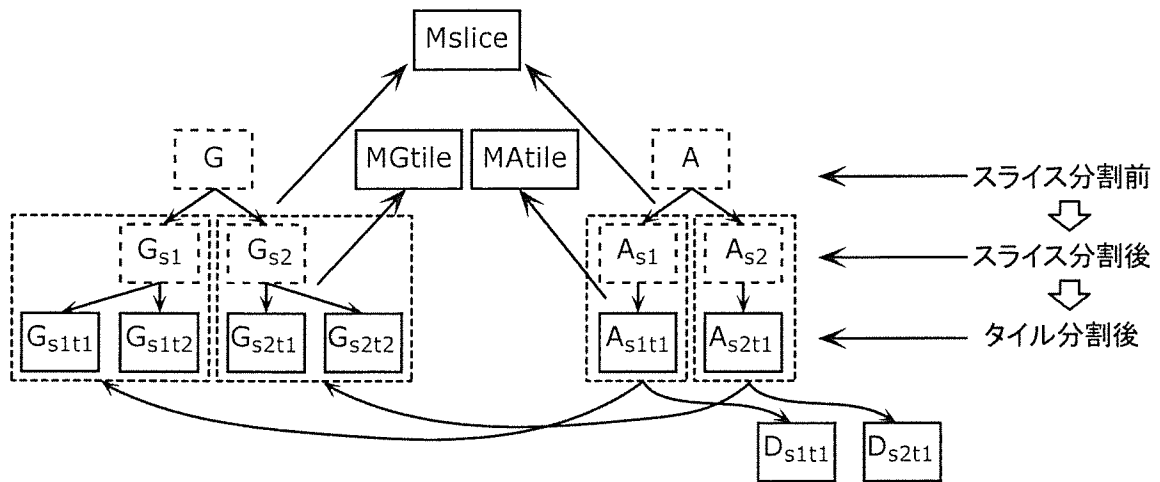 Mslice
G
MGtile
MAtile
A
スライス分割前
Gs1
Gs2
As1
As2
スライス分割後
Gs1t1
Gs1t2
Gs2t1
Gs2t2
As1t1
As2t1
タイル分割後
Ds1t1
Ds2t1